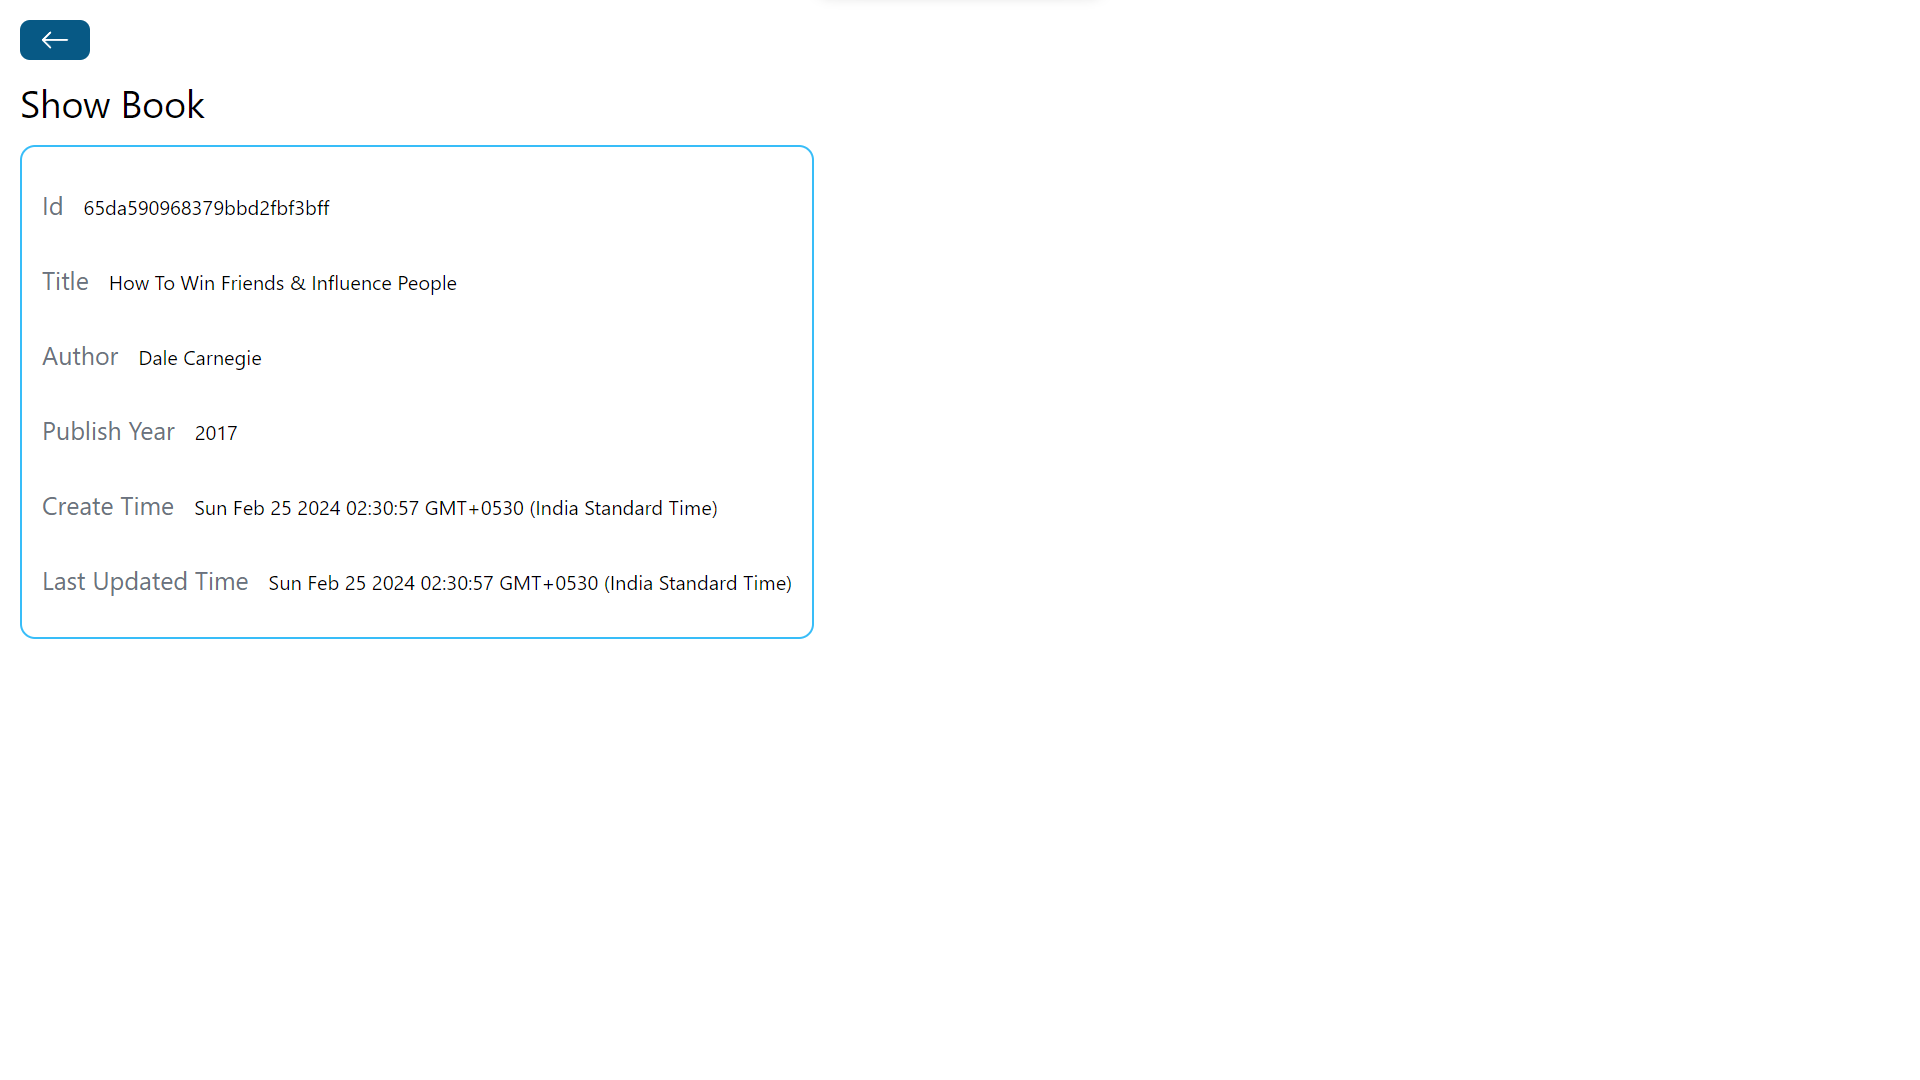 Show Book
Id 65da590968379bbd2fbf3bff
Title How To Win Friends & Influence People
Author Dale Carnegie
Publish Year 2017
Create Time Sun Feb 25 2024 02:30:57 GMT+0530 (India Standard Time)
Last Updated Time Sun Feb 25 2024 02:30:57 GMT+0530 (India Standard Time)